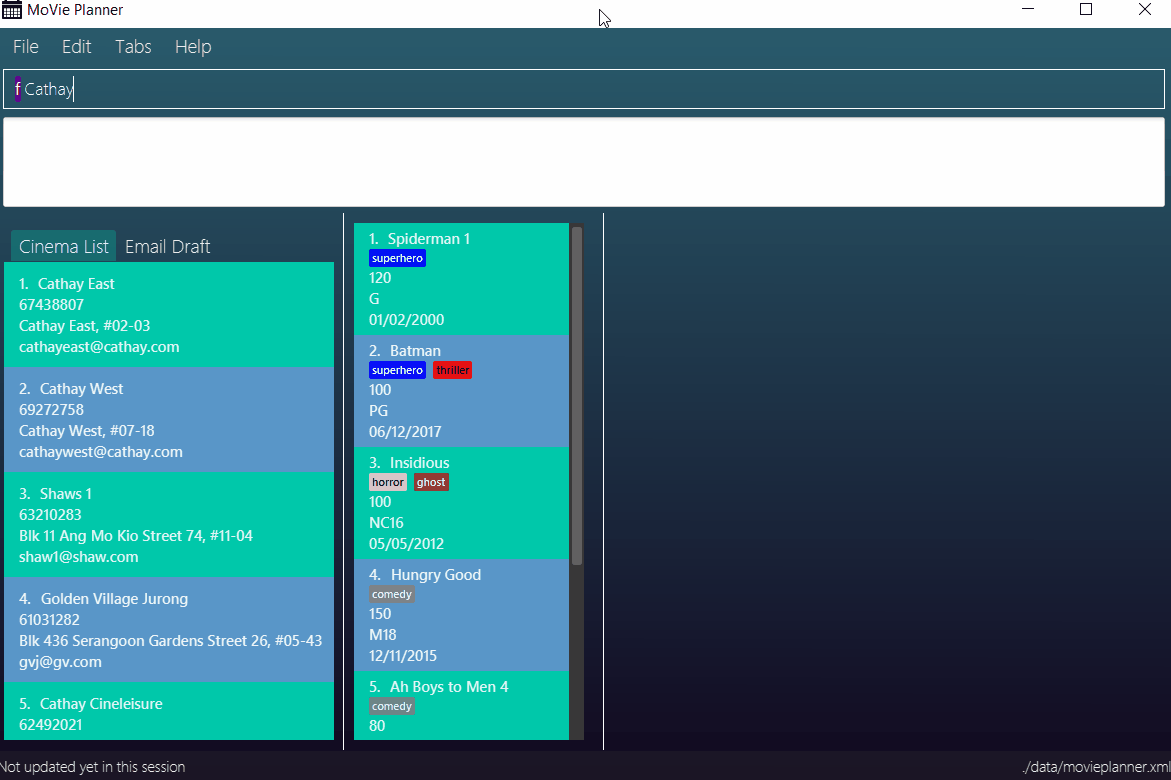 MoVie Planner
File Edit Tabs Help
f Cathay
Cinema List Email Draft
1. Cathay East
67438807
Cathay East, #02-03
cathayeast@cathay.com
2. Cathay West
69272758
Cathay West, #07-18
cathaywest@cathay.com
3. Shaws 1
63210283
Blk 11 Ang Mo Kio Street 74, #11-04
shaw1@shaw.com
4. Golden Village Jurong
61031282
Blk 436 Serangoon Gardens Street 26, #05-43
gvj@gv.com
5. Cathay Cineleisure
62492021
1. Spiderman 1
superhero
120
G
01/02/2000
2. Batman
superhero thriller
100
PG
06/12/2017
3. Insidious
horror ghost
100
NC16
05/05/2012
4. Hungry Good
comedy
150
M18
12/11/2015
5. Ah Boys to Men 4
comedy
80
Not updated yet in this session
./data/movieplanner.xml